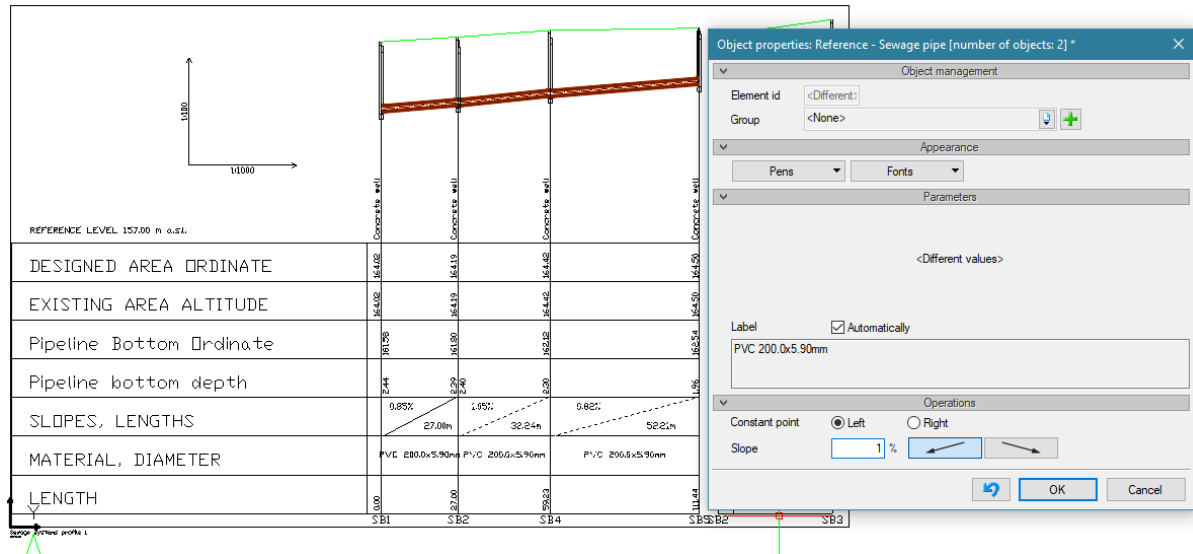 1:100
1:1000
Concrete well
Concrete well
Concrete well
Concrete well
REFERENCE LEVEL 157.00 m a.s.l.
DESIGNED AREA ORDINATE 164.02 164.19 164.42 164.50
EXISTING AREA ALTITUDE 164.02 164.19 164.42 164.50
Pipeline Bottom Ordinate 161.58 161.80 162.12 162.54
Pipeline bottom depth 2.44 2.39 2.40 2.30 1.96
SLOPES, LENGTHS 0.85% 27.00m 32.24m 0.82% 52.21m
MATERIAL, DIAMETER PVC 200.0x5.90mm PVC 200.0x5.90mm PVC 200.0x5.90mm
LENGTH 0.00 27.00 59.23 111.44
Y
SB1 SB2 SB4 SB5 SB2 SB3
Sewage systems profile 1
Object properties: Reference - Sewage pipe [number of objects: 2] *
Object management
Element id <Different:
Group <None>
Appearance
Pens Fonts
Parameters
<Different values>
Label Automatically
PVC 200.0x5.90mm
Operations
Constant point Left Right
Slope 1 %
OK Cancel